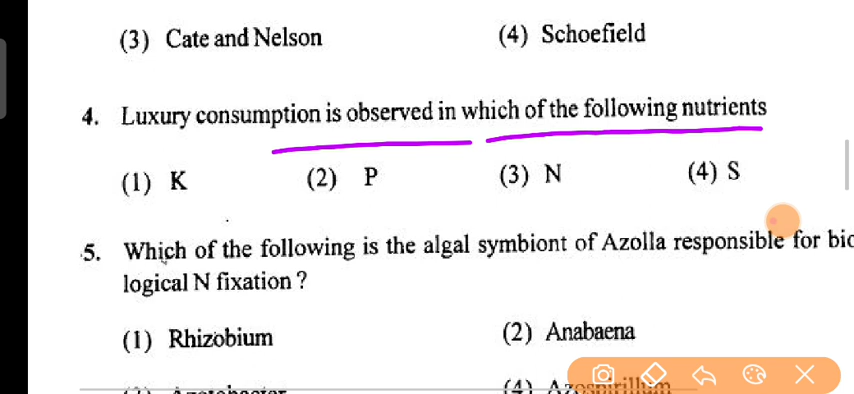 (3) Cate and Nelson (4) Schoefield
4. Luxury consumption is observed in which of the following nutrients
(1) K (2) P (3) N (4) S
5. Which of the following is the algal symbiont of Azolla responsible for bio
logical N fixation ?
(1) Rhizobium (2) Anabaena
(4) Azospirillum